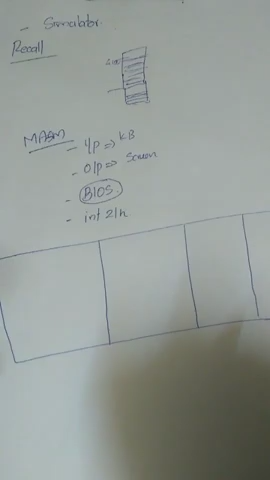 - Simulator.
Recall
MASM
- I/p => KB
- O/p => Screen
- BIOS.
- int 21h